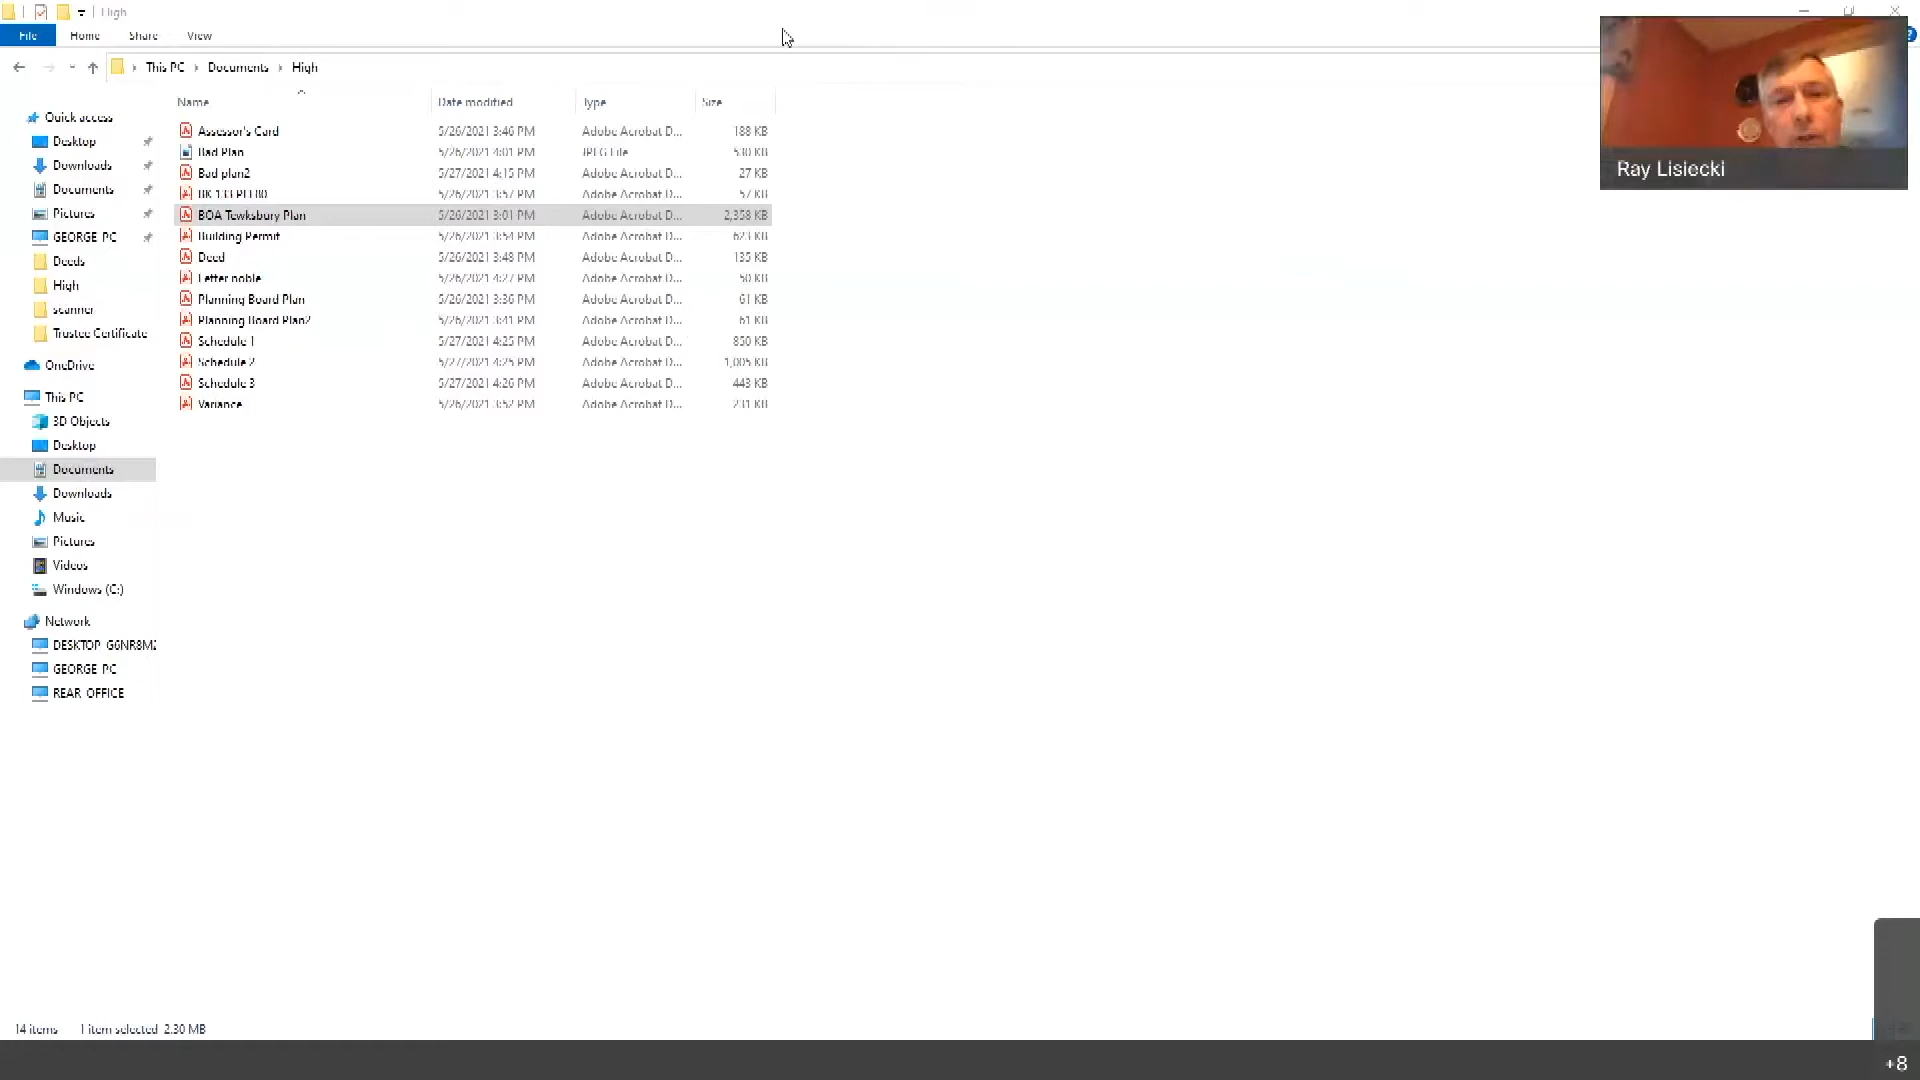 High
File Home Share View
This PC > Documents > High
Name Date modified Type Size
Quick access
Desktop
Downloads
Documents
Pictures
GEORGE PC
Deeds
High
scanner
Trustee Certificate
OneDrive
This PC
3D Objects
Desktop
Documents
Downloads
Music
Pictures
Videos
Windows (C:)
Network
DESKTOP G6NR8M2
GEORGE PC
REAR OFFICE
Assessor's Card 5/26/2021 3:46 PM Adobe Acrobat D... 188 KB
Bad Plan 5/26/2021 4:01 PM JPEG File 530 KB
Bad plan2 5/27/2021 4:15 PM Adobe Acrobat D... 27 KB
BK 133 Pl 180 5/26/2021 3:57 PM Adobe Acrobat D... 57 KB
BOA Tewksbury Plan 5/26/2021 3:01 PM Adobe Acrobat D... 2,358 KB
Building Permit 5/26/2021 3:54 PM Adobe Acrobat D... 623 KB
Deed 5/26/2021 3:48 PM Adobe Acrobat D... 135 KB
Letter noble 5/26/2021 4:27 PM Adobe Acrobat D... 50 KB
Planning Board Plan 5/26/2021 3:36 PM Adobe Acrobat D... 61 KB
Planning Board Plan2 5/26/2021 3:41 PM Adobe Acrobat D... 61 KB
Schedule 1 5/27/2021 4:25 PM Adobe Acrobat D... 850 KB
Schedule 2 5/27/2021 4:25 PM Adobe Acrobat D... 1,005 KB
Schedule 3 5/27/2021 4:26 PM Adobe Acrobat D... 443 KB
Variance 5/26/2021 3:52 PM Adobe Acrobat D... 231 KB
Ray Lisiecki
14 items 1 item selected 2.30 MB
+8